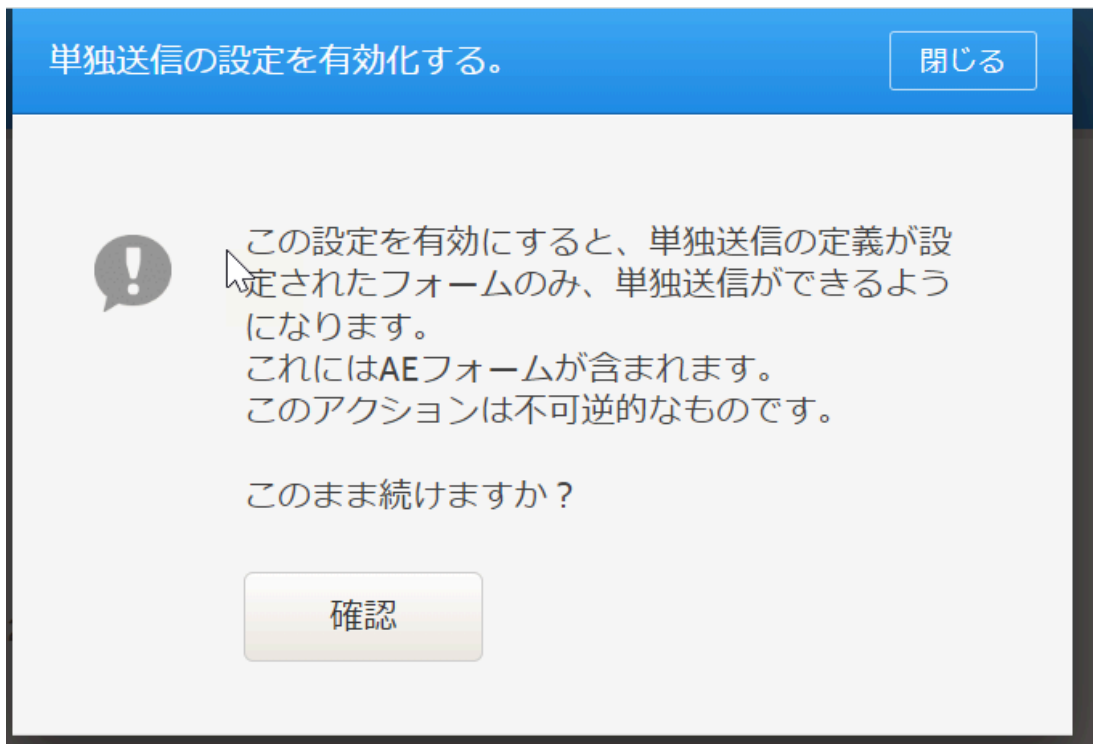 単独送信の設定を有効化する。
閉じる
この設定を有効にすると、単独送信の定義が設
定されたフォームのみ、単独送信ができるよう
になります。
これにはAEフォームが含まれます。
このアクションは不可逆的なものです。
このまま続けますか？
確認